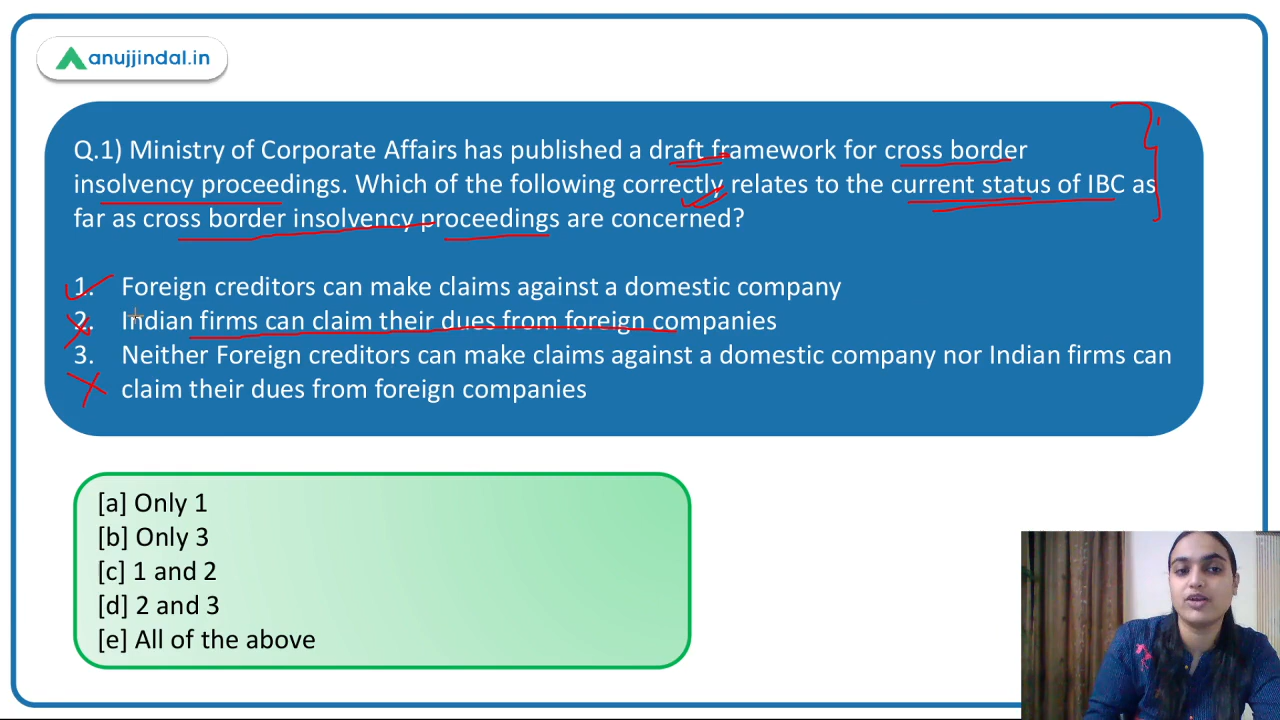 anujjindal.in
Q.1) Ministry of Corporate Affairs has published a draft framework for cross border
insolvency proceedings. Which of the following correctly relates to the current status of IBC as
far as cross border insolvency proceedings are concerned?
1. Foreign creditors can make claims against a domestic company
2. Indian firms can claim their dues from foreign companies
3. Neither Foreign creditors can make claims against a domestic company nor Indian firms can
claim their dues from foreign companies
[a] Only 1
[b] Only 3
[c] 1 and 2
[d] 2 and 3
[e] All of the above